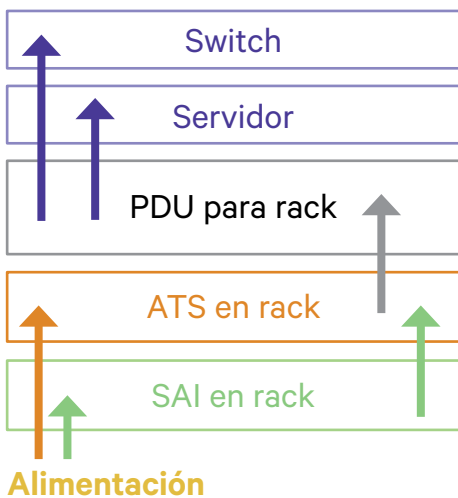 Switch
Servidor
PDU para rack
ATS en rack
SAI en rack
Alimentación